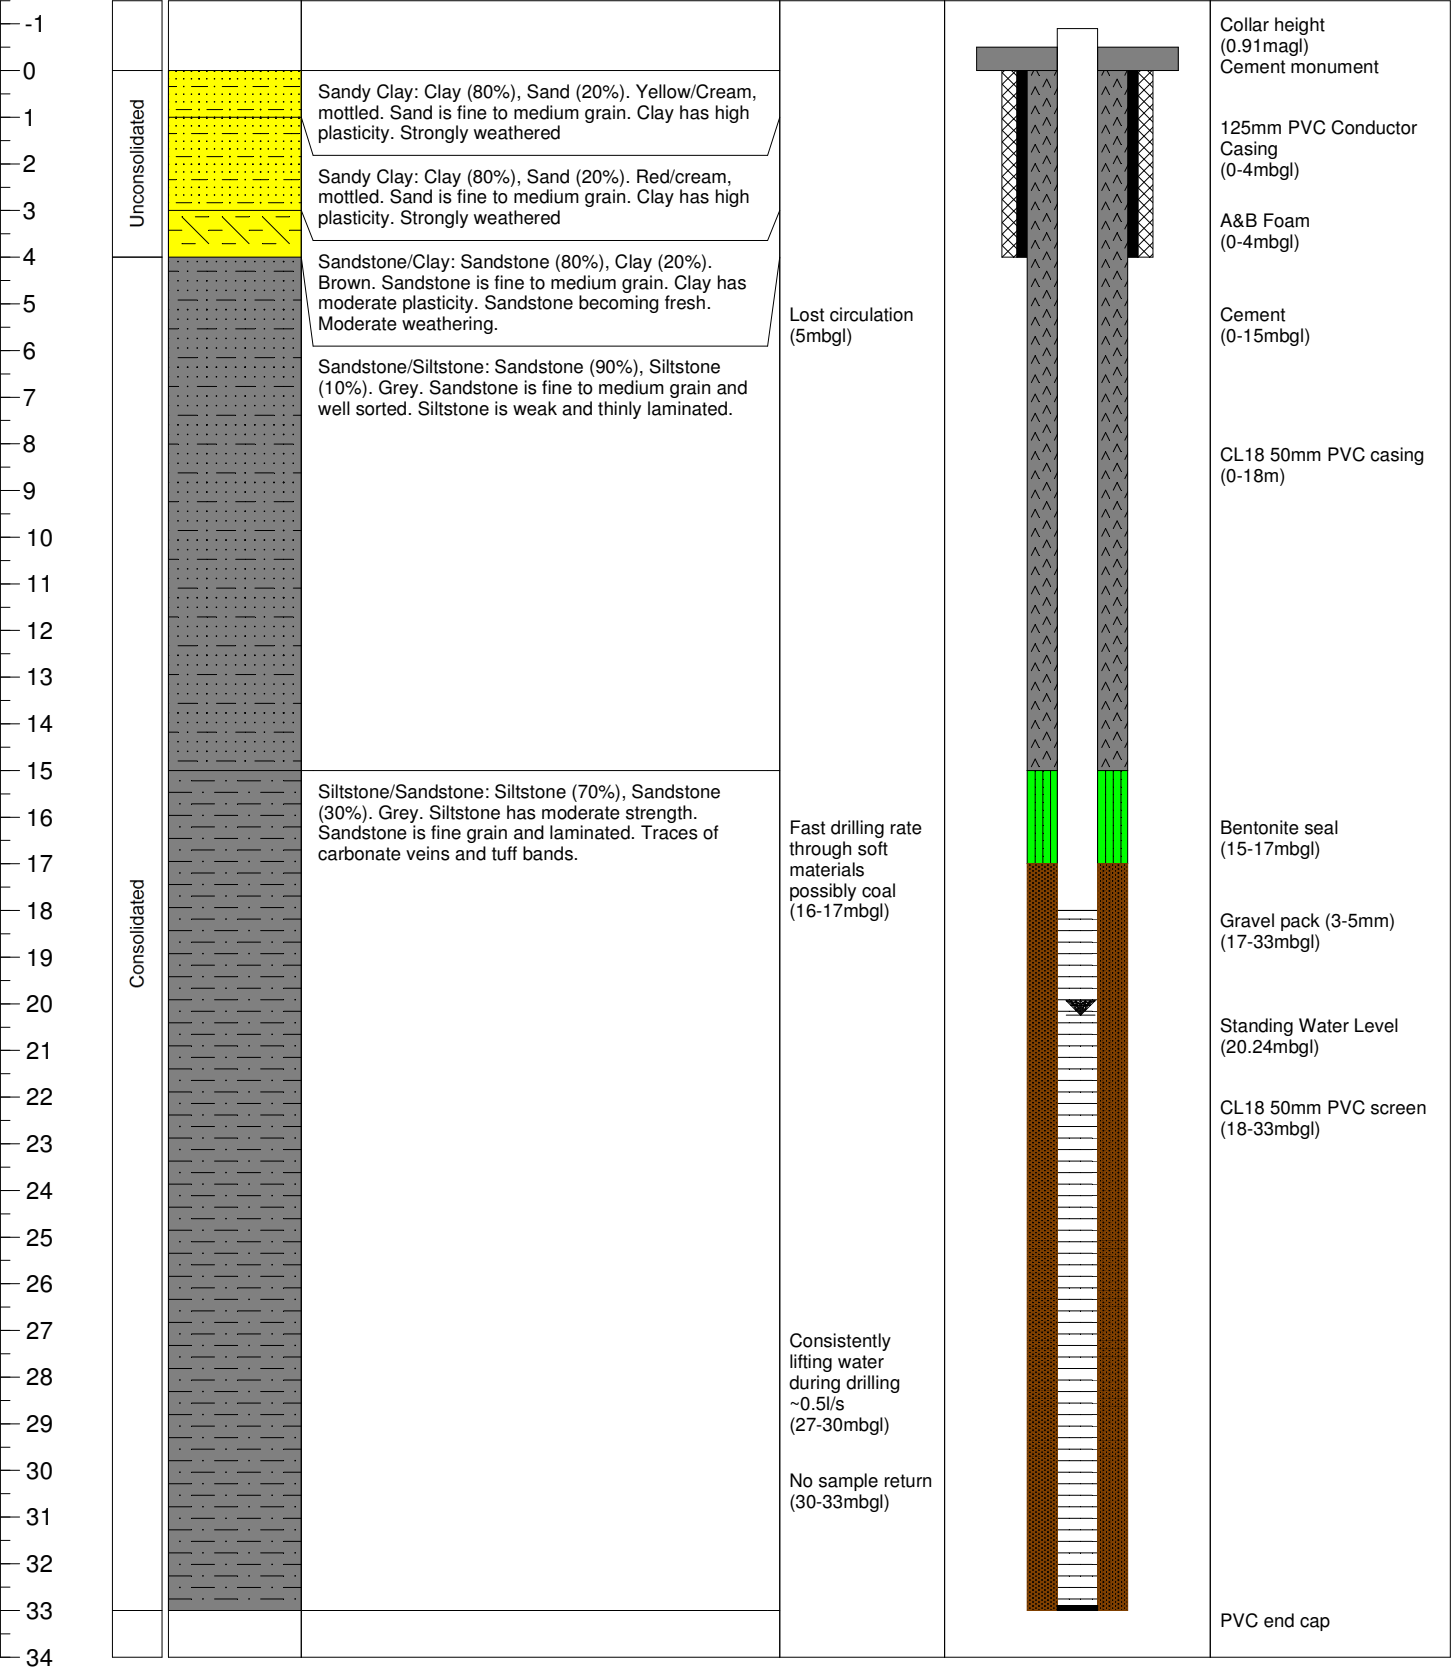 -1
0
1
2
3
4
5
6
7
8
9
10
11
12
13
14
15
16
17
18
19
20
21
22
23
24
25
26
27
28
29
30
31
32
33
34
Unconsolidated
Consolidated
Sandy Clay: Clay (80%), Sand (20%). Yellow/Cream,
mottled. Sand is fine to medium grain. Clay has high
plasticity. Strongly weathered
Sandy Clay: Clay (80%), Sand (20%). Red/cream,
mottled. Sand is fine to medium grain. Clay has high
plasticity. Strongly weathered
Sandstone/Clay: Sandstone (80%), Clay (20%).
Brown. Sandstone is fine to medium grain. Clay has
moderate plasticity. Sandstone becoming fresh.
Moderate weathering.
Sandstone/Siltstone: Sandstone (90%), Siltstone
(10%). Grey. Sandstone is fine to medium grain and
well sorted. Siltstone is weak and thinly laminated.
Siltstone/Sandstone: Siltstone (70%), Sandstone
(30%). Grey. Siltstone has moderate strength.
Sandstone is fine grain and laminated. Traces of
carbonate veins and tuff bands.
Lost circulation
(5mbgl)
Fast drilling rate
through soft
materials
possibly coal
(16-17mbgl)
Consistently
lifting water
during drilling
~0.5l/s
(27-30mbgl)
No sample return
(30-33mbgl)
Collar height
(0.91magl)
Cement monument
125mm PVC Conductor
Casing
(0-4mbgl)
A&B Foam
(0-4mbgl)
Cement
(0-15mbgl)
CL18 50mm PVC casing
(0-18m)
Bentonite seal
(15-17mbgl)
Gravel pack (3-5mm)
(17-33mbgl)
Standing Water Level
(20.24mbgl)
CL18 50mm PVC screen
(18-33mbgl)
PVC end cap